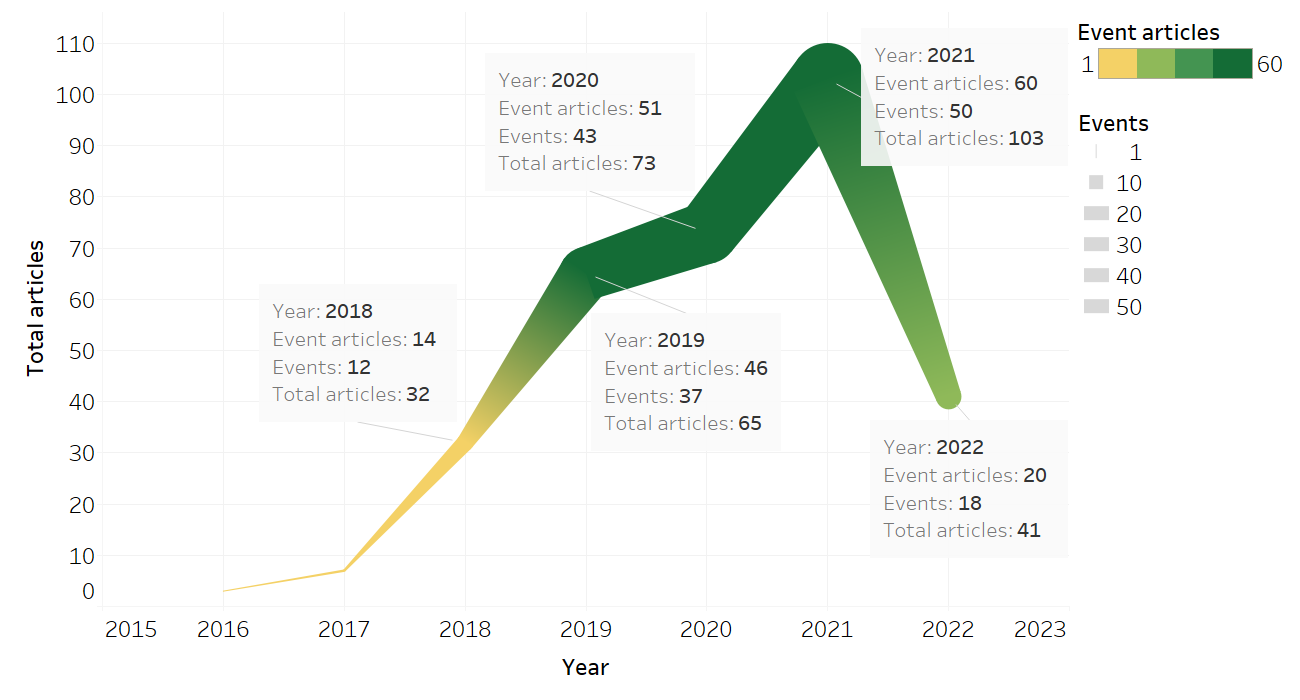 Total articles
110
100
90
80
70
60
50
40
30
20
10
0
Year: 2018
Event articles: 14
Events: 12
Total articles: 32
Year: 2020
Event articles: 51
Events: 43
Total articles: 73
Year: 2019
Event articles: 46
Events: 37
Total articles: 65
Year: 2021
Event articles: 60
Events: 50
Total articles: 103
Year: 2022
Event articles: 20
Events: 18
Total articles: 41
2015 2016 2017 2018 2019 2020 2021 2022 2023
Year
Event articles
1 60
Events
1
10
20
30
40
50